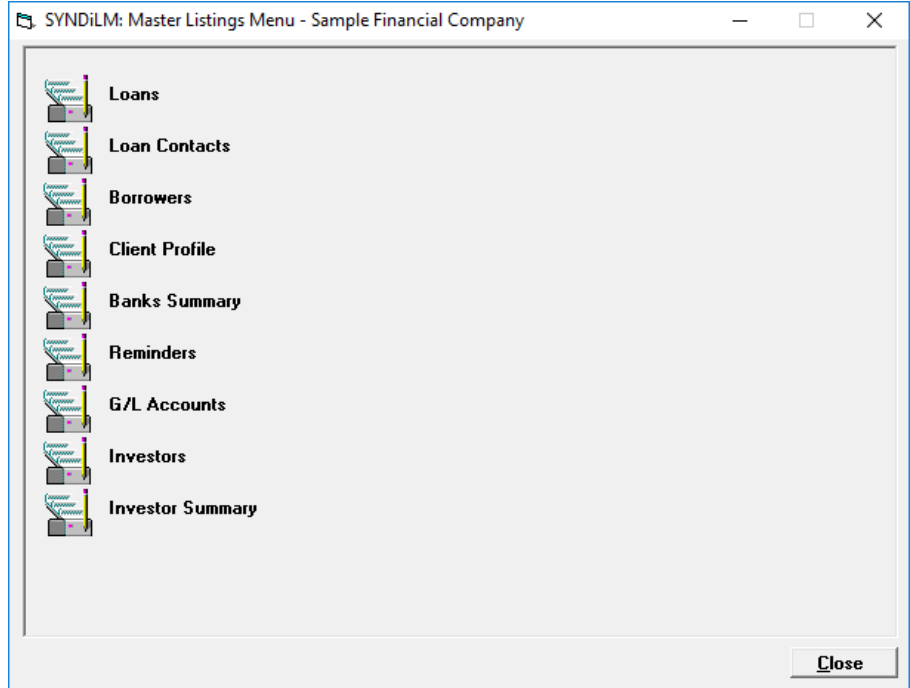 SYNDiLM: Master Listings Menu - Sample Financial Company
Loans
Loan Contacts
Borrowers
Client Profile
Banks Summary
Reminders
G/L Accounts
Investors
Investor Summary
Close